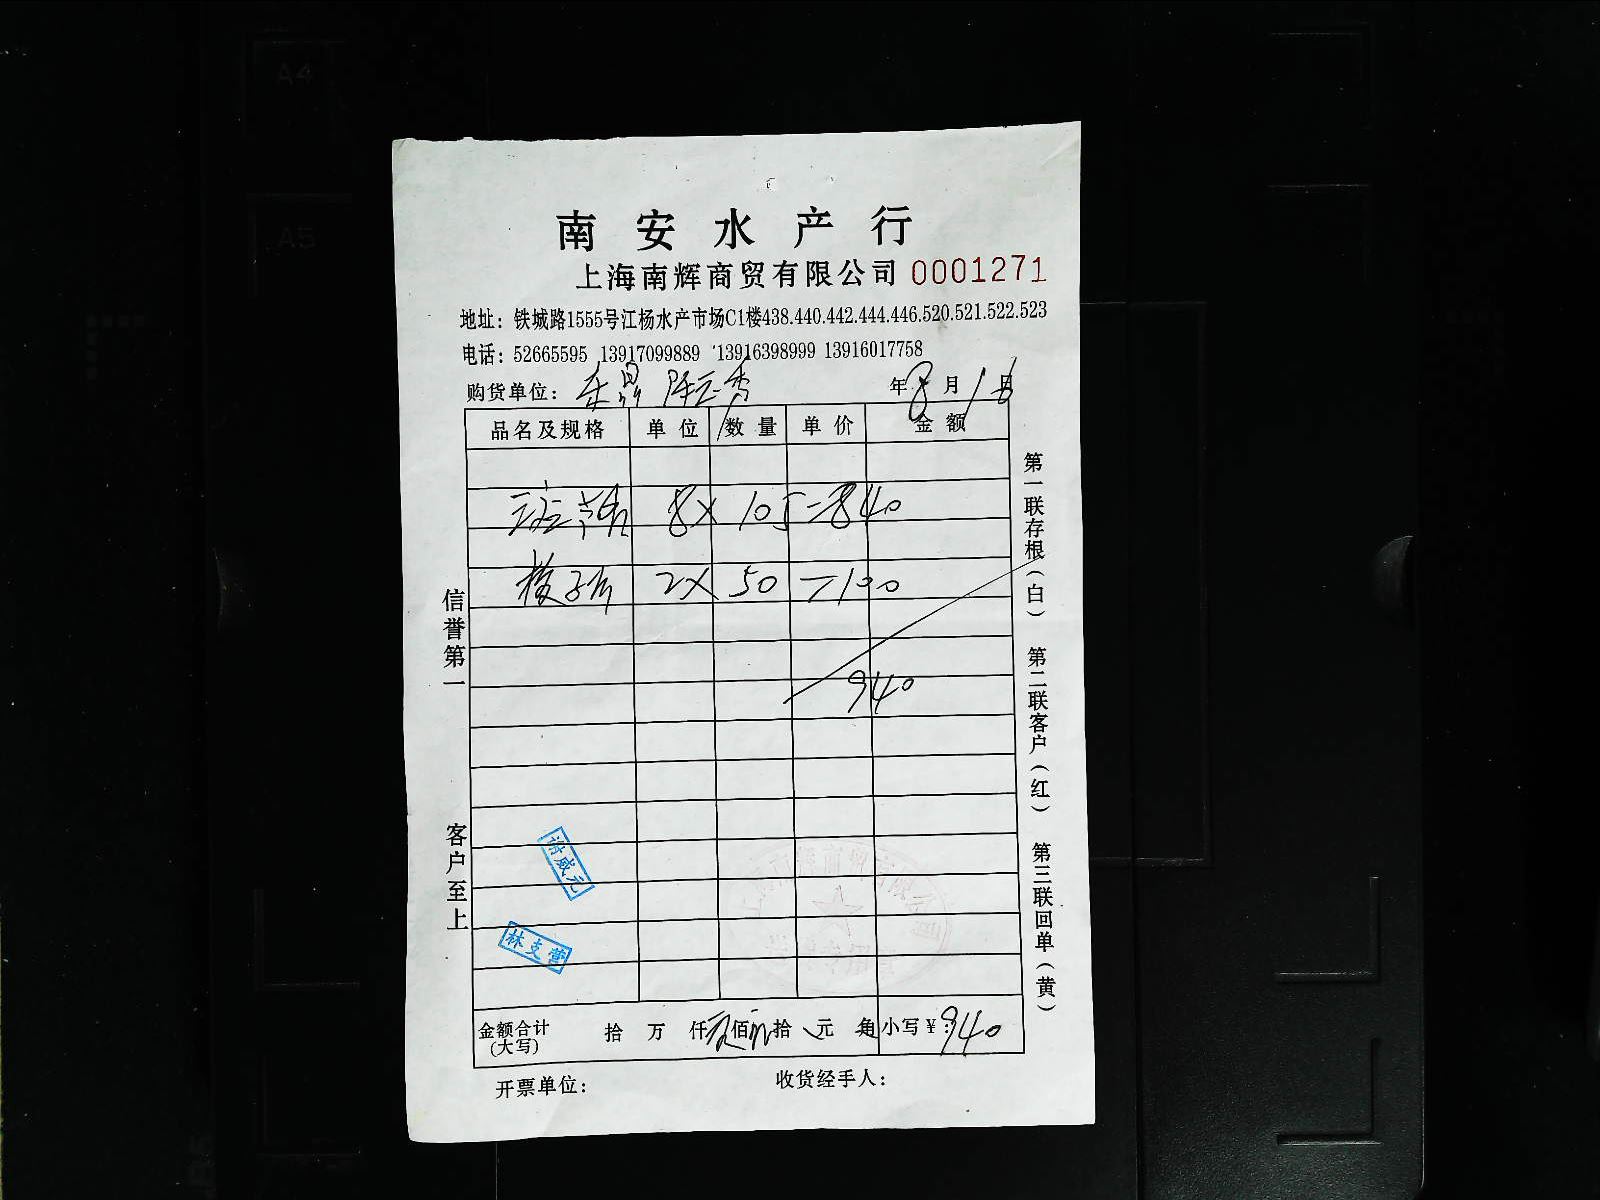 A4
A5
南安水产行
上海南辉商贸有限公司 0001271
地址：铁城路1555号江杨水产市场C1楼438.440.442.444.446.520.521.522.523
电话：52665595 13917099889 13916398999 13916017758
购货单位： 年 8 月 1 日
品名及规格 单位 数量 单价 金额
8× 105=840
梭子 2× 50 =100
940
金额合计(大写) 拾 万 仟 佰 拾 元 角 小写￥：940
开票单位： 收货经手人：
信誉第一 客户至上
第一联存根（白） 第二联客户（红） 第三联回单（黄）
谢成元
林支营